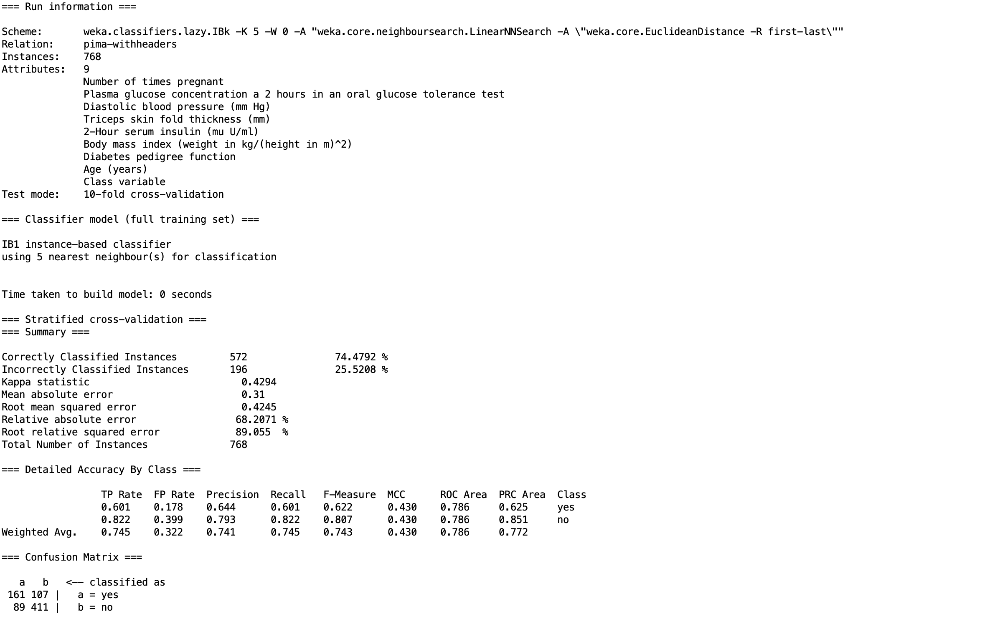 === Run information ===
Scheme: weka.classifiers.lazy.IBk -K 5 -W 0 -A "weka.core.neighboursearch.LinearNNSearch -A \"weka.core.EuclideanDistance -R first-last\""
Relation: pima-withheaders
Instances: 768
Attributes: 9
Number of times pregnant
Plasma glucose concentration a 2 hours in an oral glucose tolerance test
Diastolic blood pressure (mm Hg)
Triceps skin fold thickness (mm)
2-Hour serum insulin (mu U/ml)
Body mass index (weight in kg/(height in m)^2)
Diabetes pedigree function
Age (years)
Class variable
Test mode: 10-fold cross-validation
=== Classifier model (full training set) ===
IB1 instance-based classifier
using 5 nearest neighbour(s) for classification
Time taken to build model: 0 seconds
=== Stratified cross-validation ===
=== Summary ===
Correctly Classified Instances 572 74.4792 %
Incorrectly Classified Instances 196 25.5208 %
Kappa statistic 0.4294
Mean absolute error 0.31
Root mean squared error 0.4245
Relative absolute error 68.2071 %
Root relative squared error 89.055 %
Total Number of Instances 768
=== Detailed Accuracy By Class ===
TP Rate FP Rate Precision Recall F-Measure MCC ROC Area PRC Area Class
0.601 0.178 0.644 0.601 0.622 0.430 0.786 0.625 yes
0.822 0.399 0.793 0.822 0.807 0.430 0.786 0.851 no
Weighted Avg. 0.745 0.322 0.741 0.745 0.743 0.430 0.786 0.772
=== Confusion Matrix ===
a b <-- classified as
161 107 | a = yes
89 411 | b = no